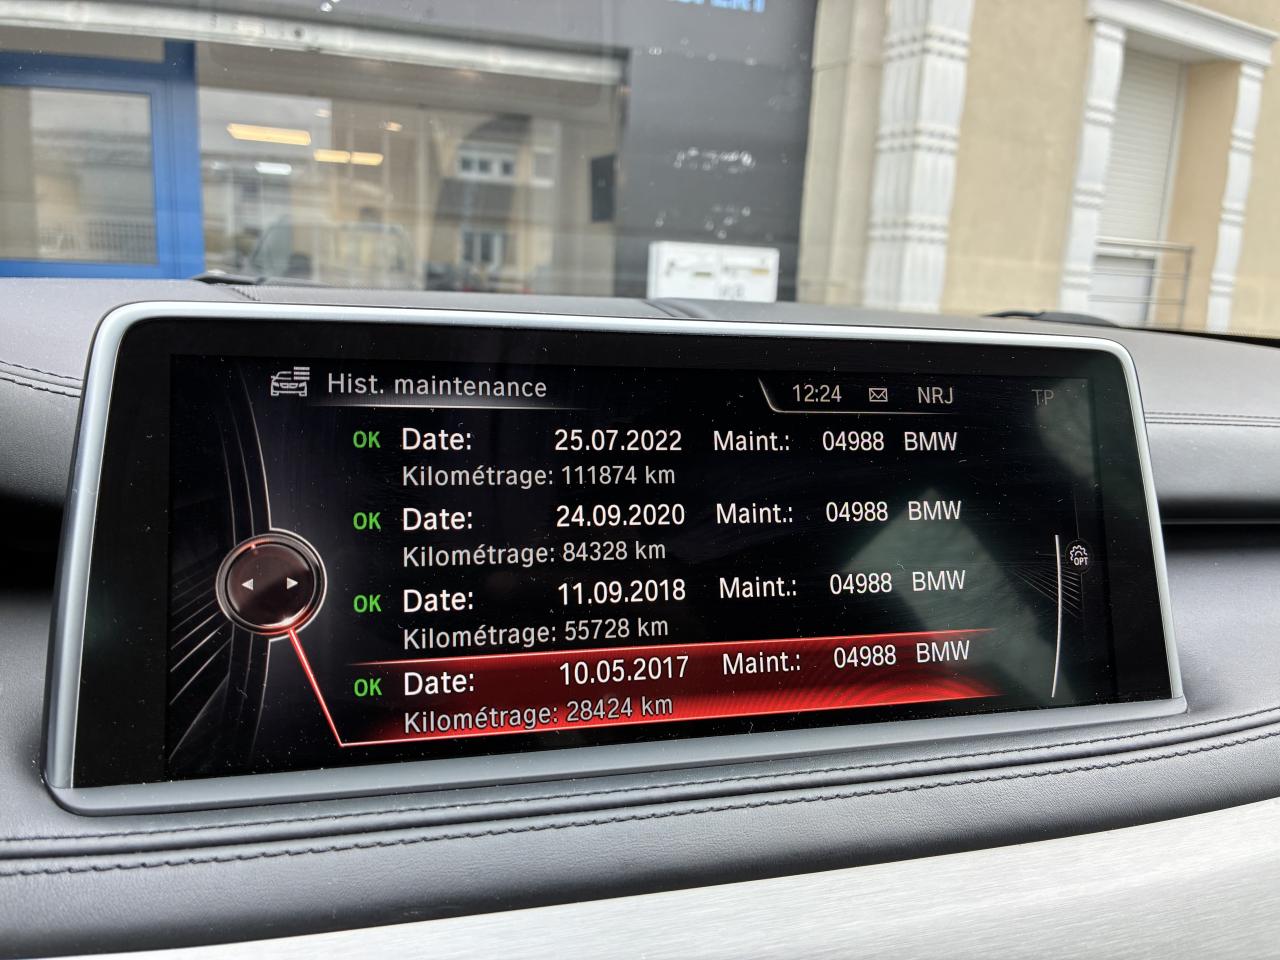 Hist. maintenance 12:24 NRJ TP
OK Date: 25.07.2022 Maint.: 04988 BMW
Kilométrage: 111874 km
OK Date: 24.09.2020 Maint.: 04988 BMW
Kilométrage: 84328 km
OK Date: 11.09.2018 Maint.: 04988 BMW
Kilométrage: 55728 km
OK Date: 10.05.2017 Maint.: 04988 BMW
Kilométrage: 28424 km
OPT